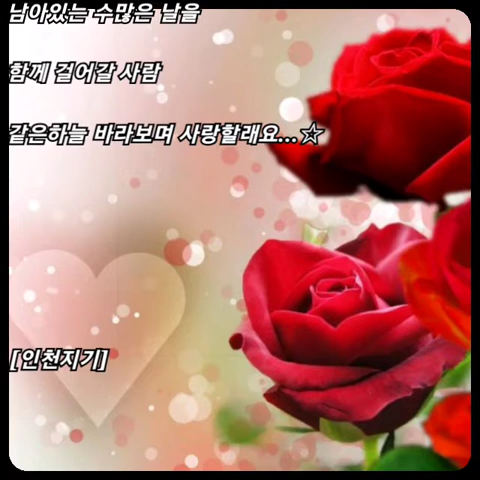 남아있는 수많은 날을
함께 걸어갈 사람
같은하늘 바라보며 사랑할래요...☆
[인천지기]